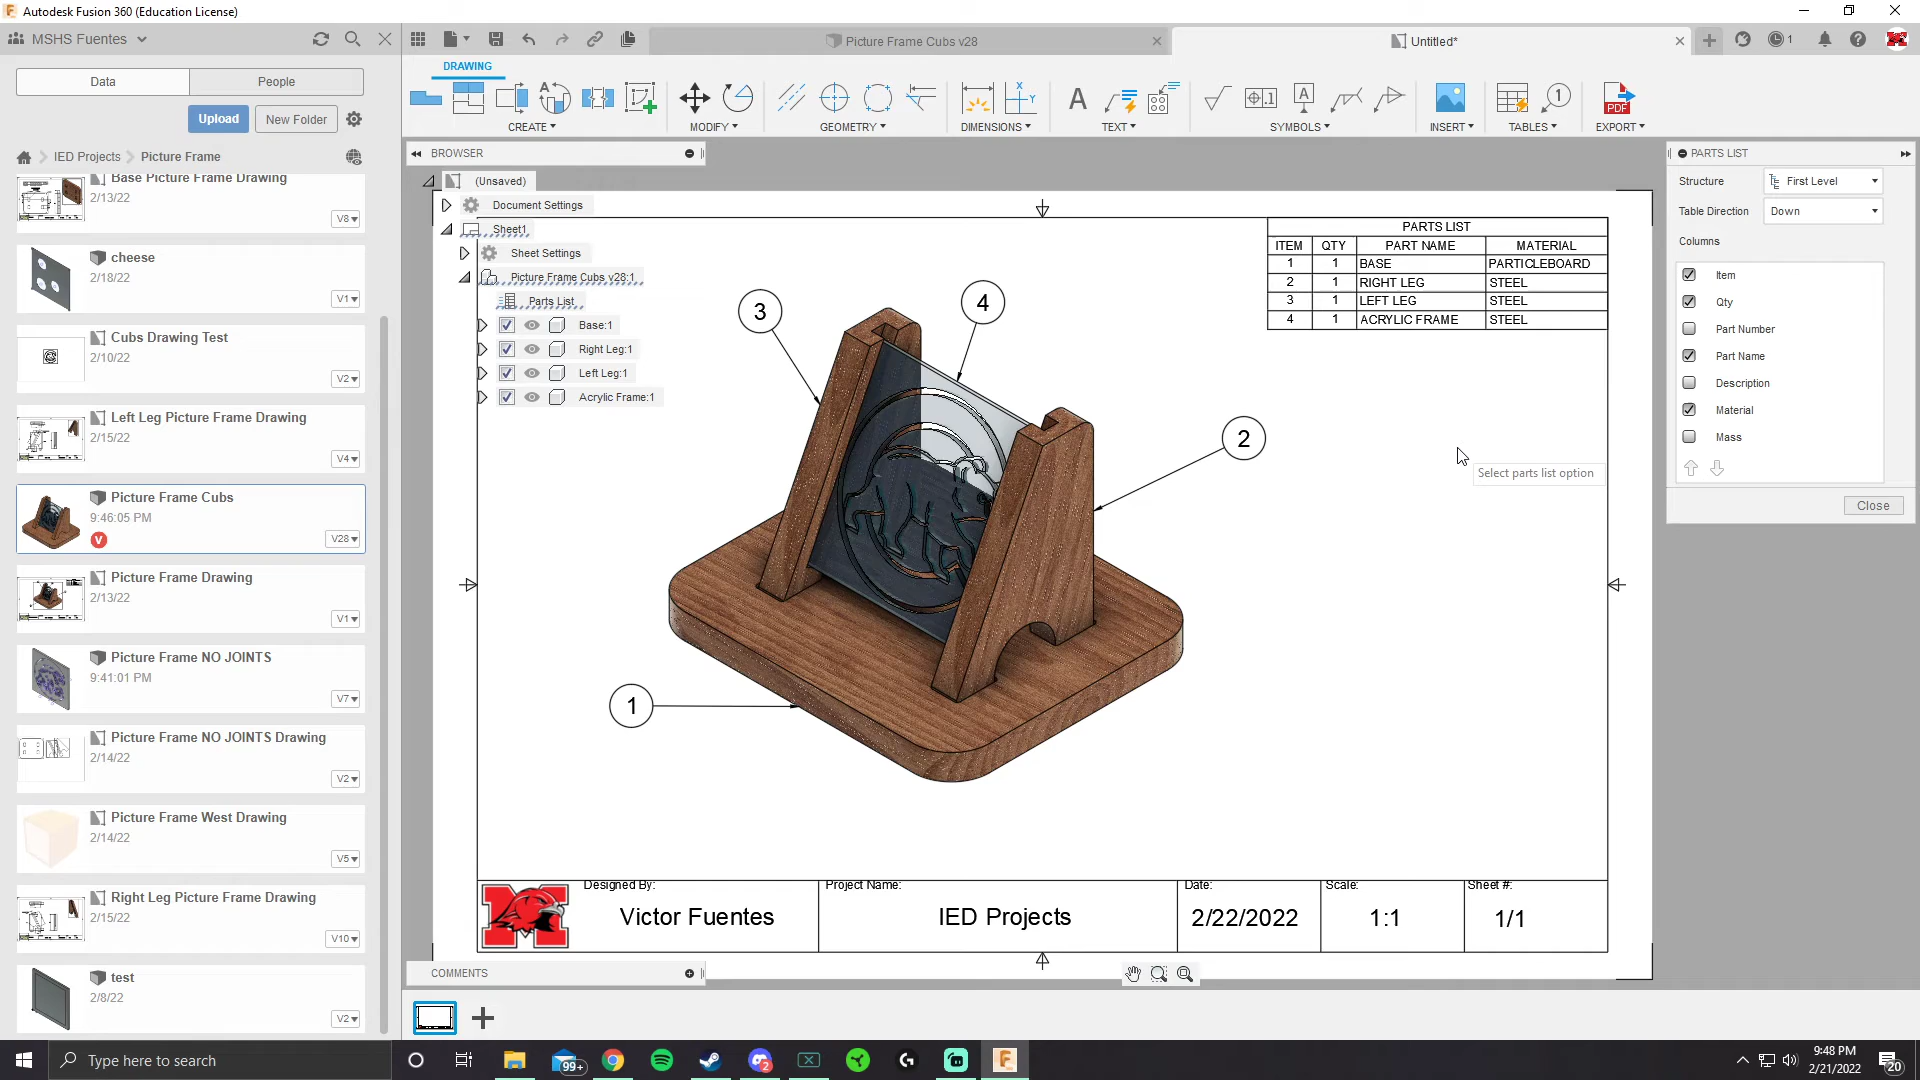 Autodesk Fusion 360 (Education License)
MSHS Fuentes
Picture Frame Cubs v28
Untitled*
1
Data
People
Upload
New Folder
IED Projects
Picture Frame
DRAWING
CREATE
MODIFY
GEOMETRY
DIMENSIONS
TEXT
SYMBOLS
INSERT
TABLES
EXPORT
PDF
Base Picture Frame Drawing
2/13/22
V8
cheese
2/18/22
V1
Cubs Drawing Test
2/10/22
V2
Left Leg Picture Frame Drawing
2/15/22
V4
Picture Frame Cubs
9:46:05 PM
V
V28
Picture Frame Drawing
2/13/22
V1
Picture Frame NO JOINTS
9:41:01 PM
V7
Picture Frame NO JOINTS Drawing
2/14/22
V2
Picture Frame West Drawing
2/14/22
V5
Right Leg Picture Frame Drawing
2/15/22
V10
test
2/8/22
V2
BROWSER
(Unsaved)
Document Settings
Sheet1
Sheet Settings
Picture Frame Cubs v28:1
Parts List
Base:1
Right Leg:1
Left Leg:1
Acrylic Frame:1
3
4
2
1
PARTS LIST
ITEM QTY PART NAME MATERIAL
1 1 BASE PARTICLEBOARD
2 1 RIGHT LEG STEEL
3 1 LEFT LEG STEEL
4 1 ACRYLIC FRAME STEEL
Select parts list option
PARTS LIST
Structure First Level
Table Direction Down
Columns
Item
Qty
Part Number
Part Name
Description
Material
Mass
Close
Designed By:
Victor Fuentes
Project Name:
IED Projects
Date:
2/22/2022
Scale:
1:1
Sheet #:
1/1
COMMENTS
Type here to search
99+
2
9:48 PM
2/21/2022
20